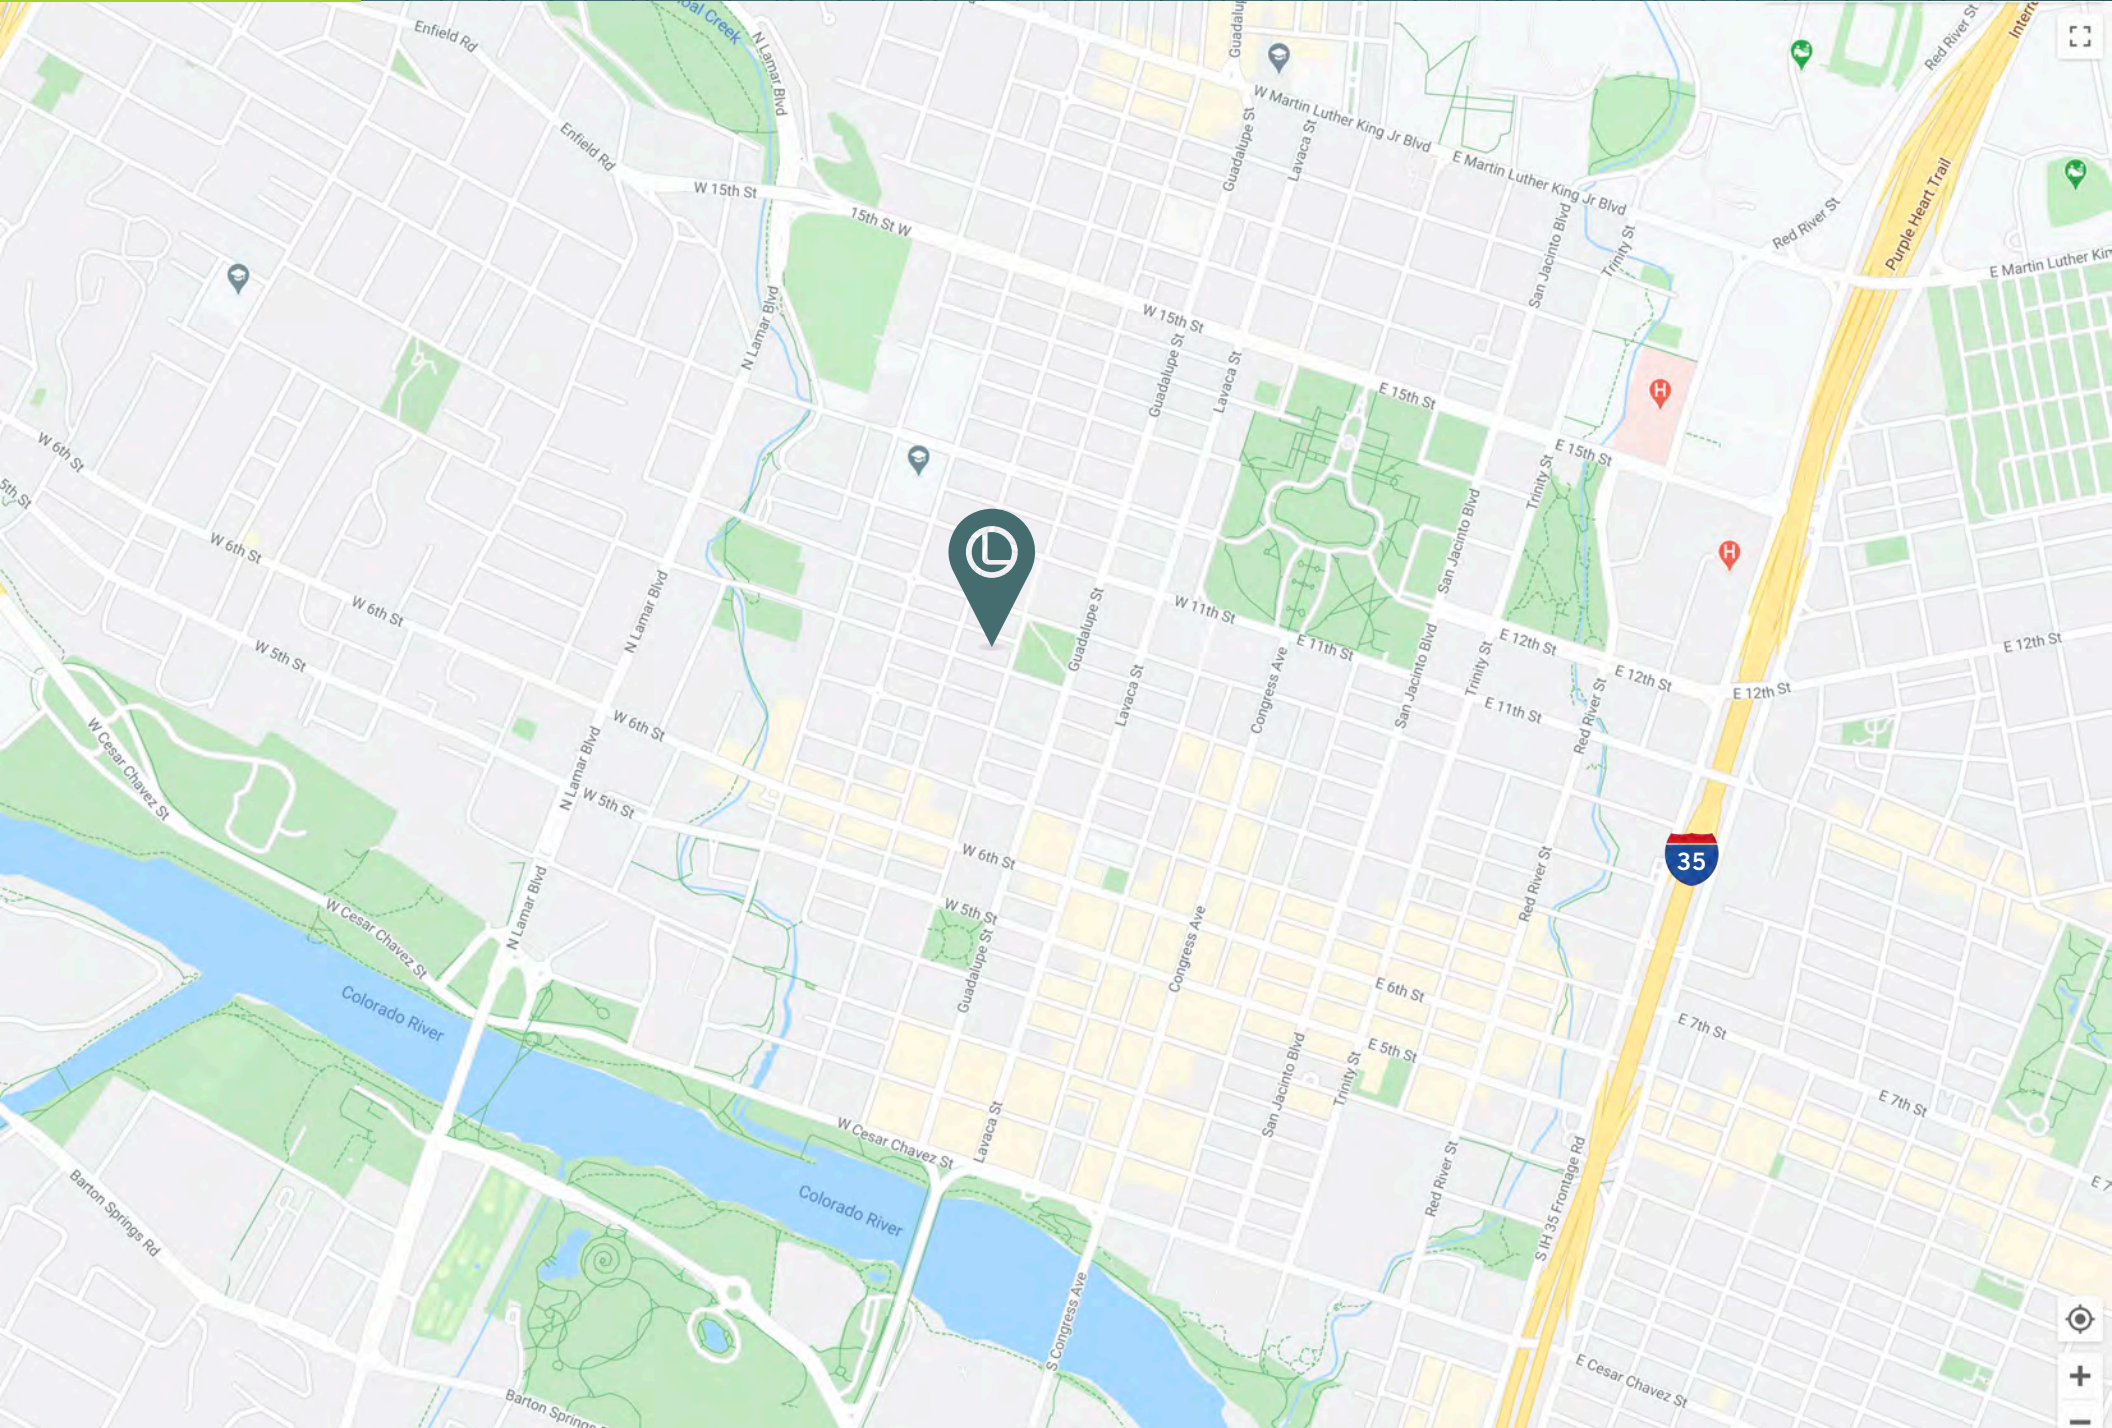 Enfield Rd
oal Creek
N Lamar Blvd
Guadalup
Red River St
Interr
W Martin Luther King Jr Blvd
Enfield Rd
Guadalupe St
Lavaca St
E Martin Luther King Jr Blvd
W 15th St
15th St W
Purple Heart Trail
Red River St
San Jacinto Blvd
Trinity St
E Martin Luther Kin
N Lamar Blvd
W 15th St
Guadalupe St
Lavaca St
E 15th St
H
W 6th St
E 15th St
Trinity St
5th St
San Jacinto Blvd
W 6th St
L
H
W 6th St
N Lamar Blvd
W 11th St
Guadalupe St
E 11th St
E 12th St
E 12th St
W 5th St
Lavaca St
Congress Ave
San Jacinto Blvd
Trinity St
E 12th St
E 12th St
E 11th St
Red River St
W Cesar Chavez St
W 6th St
N Lamar Blvd
W 5th St
35
W 6th St
Red River St
N Lamar Blvd
W 5th St
W Cesar Chavez St
Guadalupe St
Congress Ave
E 6th St
Colorado River
E 7th St
E 5th St
San Jacinto Blvd
Trinity St
E 7th St
Lavaca St
W Cesar Chavez St
Barton Springs Rd
Colorado River
Red River St
S IH 35 Frontage Rd
E 7
S Congress Ave
E Cesar Chavez St
Barton Springs R